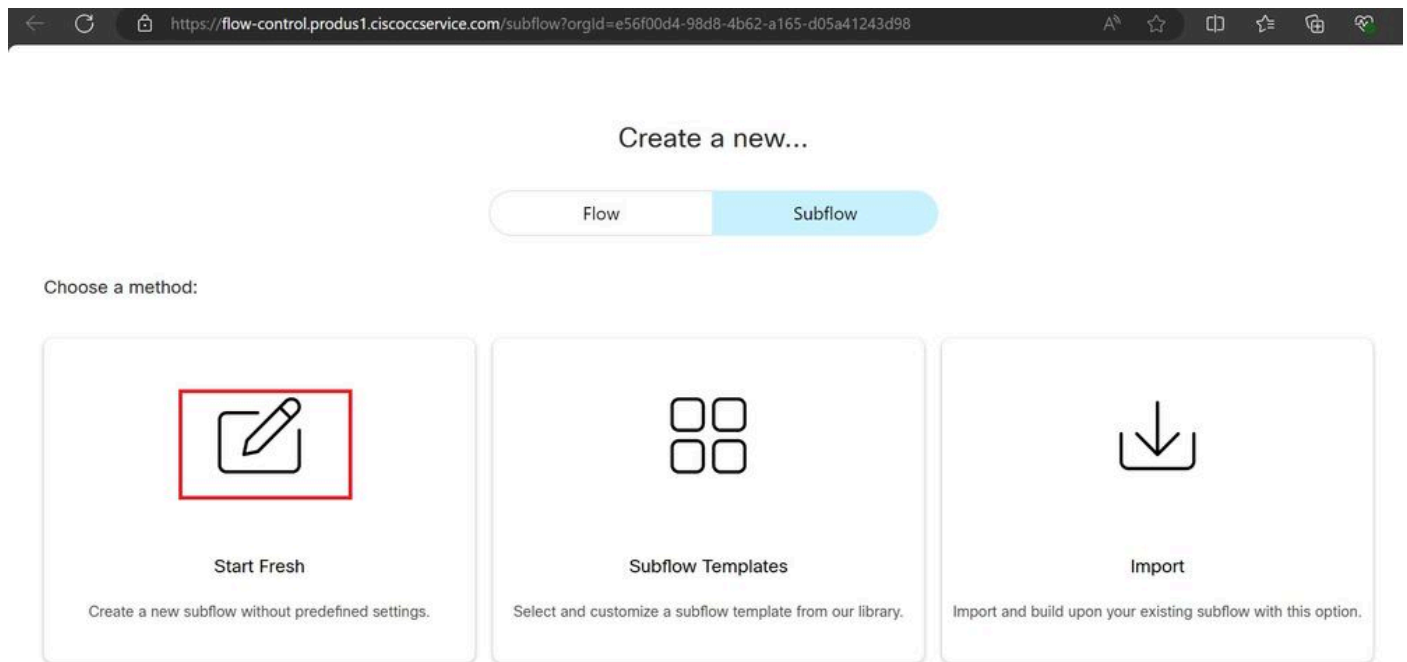 https://flow-control.produs1.ciscoccservice.com/subflow?orgId=e56f00d4-98d8-4b62-a165-d05a41243d98
Create a new...
Flow Subflow
Choose a method:
Start Fresh Subflow Templates Import
Create a new subflow without predefined settings. Select and customize a subflow template from our library. Import and build upon your existing subflow with this option.